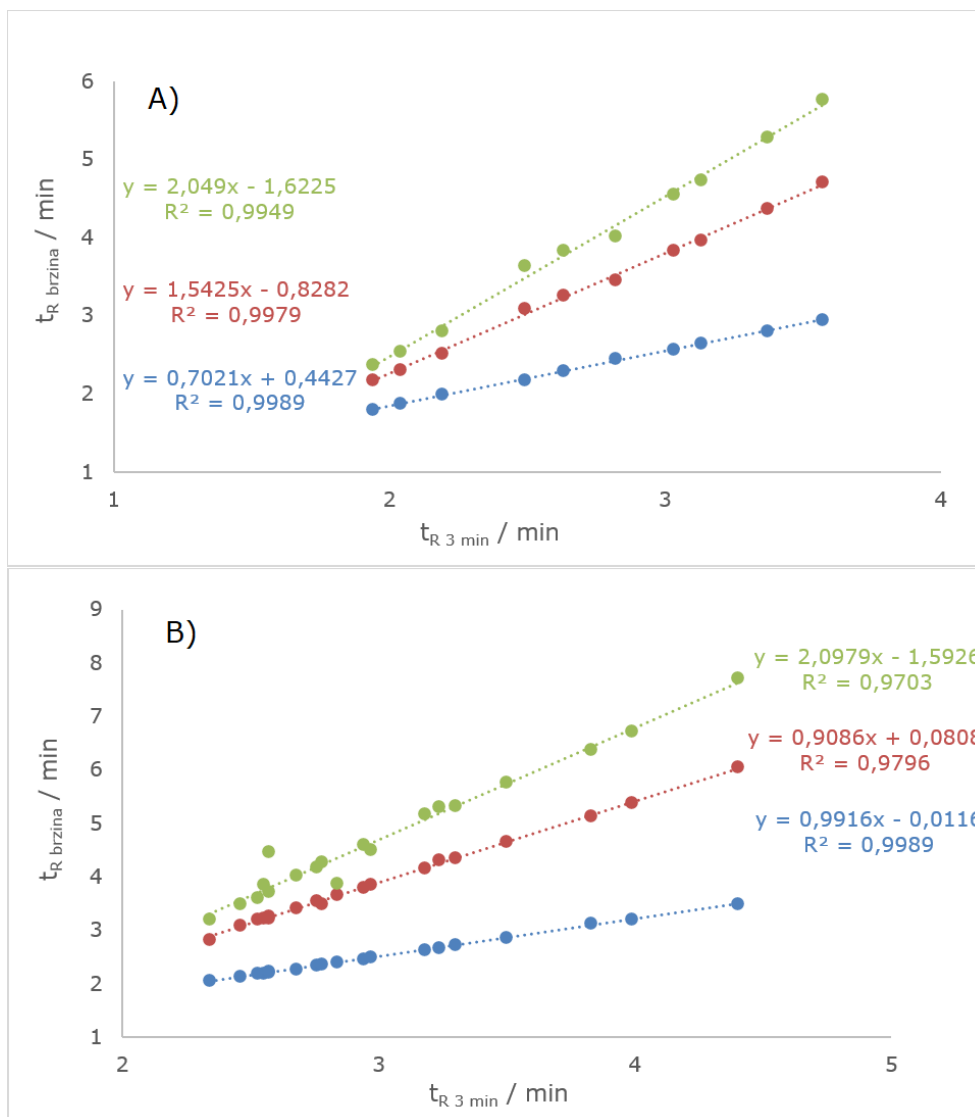 A)
6
5
4
3
2
1
t_R brzina / min
y = 2,049x - 1,6225
R² = 0,9949
y = 1,5425x - 0,8282
R² = 0,9979
y = 0,7021x + 0,4427
R² = 0,9989
1 2 3 4
t_R 3 min / min
B)
9
8
7
6
5
4
3
2
1
t_R brzina / min
y = 2,0979x - 1,5926
R² = 0,9703
y = 0,9086x + 0,0808
R² = 0,9796
y = 0,9916x - 0,0116
R² = 0,9989
2 3 4 5
t_R 3 min / min